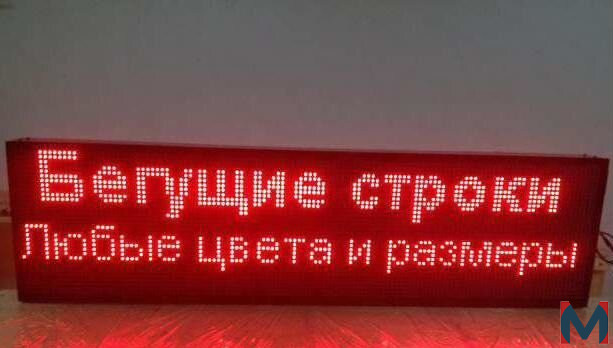 Бегущие строки
Любые цвета и размеры
M